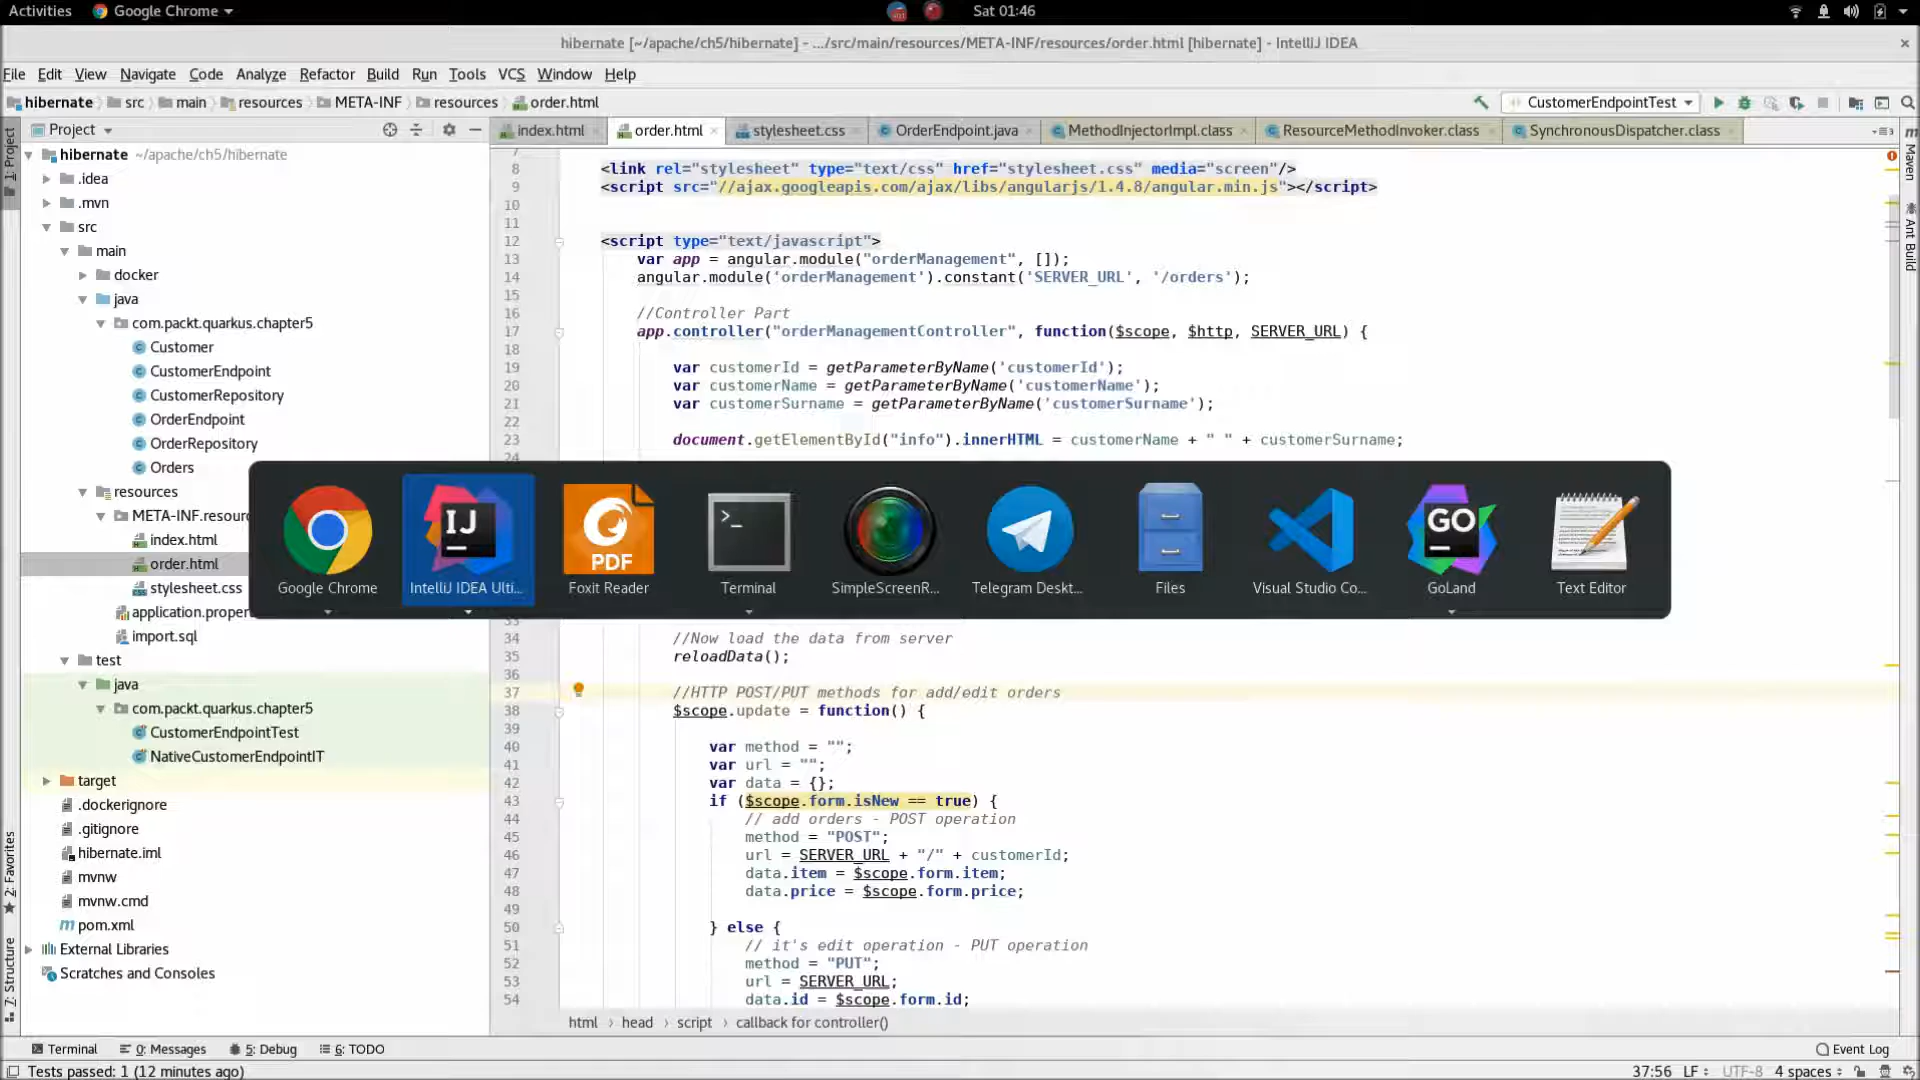 Activities Google Chrome Sat 01:46
hibernate [~/apache/ch5/hibernate] - .../src/main/resources/META-INF/resources/order.html [hibernate] - IntelliJ IDEA
File Edit View Navigate Code Analyze Refactor Build Run Tools VCS Window Help
hibernate src main resources META-INF resources order.html CustomerEndpointTest
Project index.html order.html stylesheet.css OrderEndpoint.java MethodInjectorImpl.class ResourceMethodInvoker.class SynchronousDispatcher.class
1: Project
Maven
Ant Build
2: Favorites
7: Structure
hibernate ~/apache/ch5/hibernate
.idea
.mvn
src
main
docker
java
com.packt.quarkus.chapter5
Customer
CustomerEndpoint
CustomerRepository
OrderEndpoint
OrderRepository
Orders
resources
META-INF.resour
index.html
order.html
stylesheet.css
application.proper
import.sql
test
java
com.packt.quarkus.chapter5
CustomerEndpointTest
NativeCustomerEndpointIT
target
.dockerignore
.gitignore
hibernate.iml
mvnw
mvnw.cmd
pom.xml
External Libraries
Scratches and Consoles
7
8 <link rel="stylesheet" type="text/css" href="stylesheet.css" media="screen"/>
9 <script src="//ajax.googleapis.com/ajax/libs/angularjs/1.4.8/angular.min.js"></script>
10
11
12 <script type="text/javascript">
13 var app = angular.module("orderManagement", []);
14 angular.module('orderManagement').constant('SERVER_URL', '/orders');
15
16 //Controller Part
17 app.controller("orderManagementController", function($scope, $http, SERVER_URL) {
18
19 var customerId = getParameterByName('customerId');
20 var customerName = getParameterByName('customerName');
21 var customerSurname = getParameterByName('customerSurname');
22
23 document.getElementById("info").innerHTML = customerName + " " + customerSurname;
24
Google Chrome IntelliJ IDEA Ulti... Foxit Reader Terminal SimpleScreenR... Telegram Deskt... Files Visual Studio Co... GoLand Text Editor
33
34 //Now load the data from server
35 reloadData();
36
37 //HTTP POST/PUT methods for add/edit orders
38 $scope.update = function() {
39
40 var method = "";
41 var url = "";
42 var data = {};
43 if ($scope.form.isNew == true) {
44 // add orders - POST operation
45 method = "POST";
46 url = SERVER_URL + "/" + customerId;
47 data.item = $scope.form.item;
48 data.price = $scope.form.price;
49
50 } else {
51 // it's edit operation - PUT operation
52 method = "PUT";
53 url = SERVER_URL;
54 data.id = $scope.form.id;
html head script callback for controller()
Terminal 0: Messages 5: Debug 6: TODO Event Log
Tests passed: 1 (12 minutes ago) 37:56 LF UTF-8 4 spaces